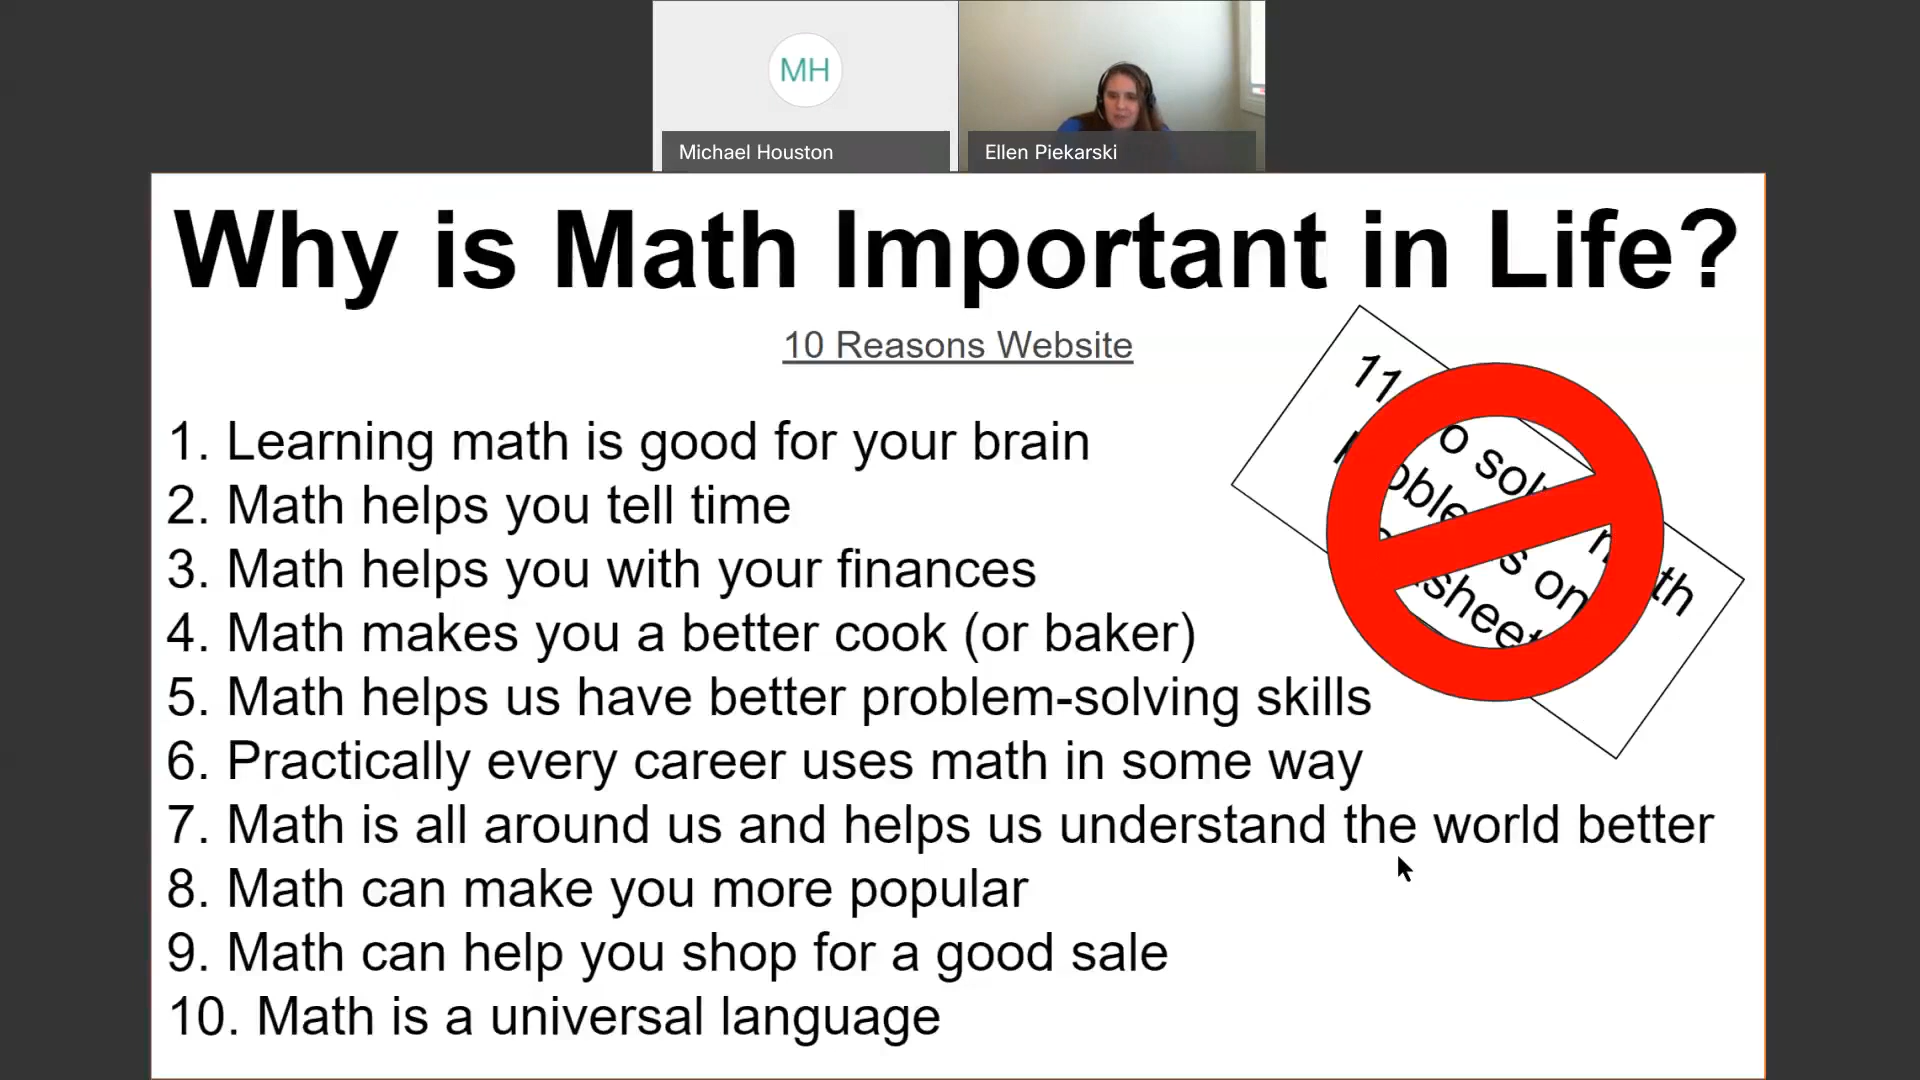 MH
Michael Houston
Ellen Piekarski
Why is Math Important in Life?
10 Reasons Website
1. Learning math is good for your brain
2. Math helps you tell time
3. Math helps you with your finances
4. Math makes you a better cook (or baker)
5. Math helps us have better problem-solving skills
6. Practically every career uses math in some way
7. Math is all around us and helps us understand the world better
8. Math can make you more popular
9. Math can help you shop for a good sale
10. Math is a universal language
11
on